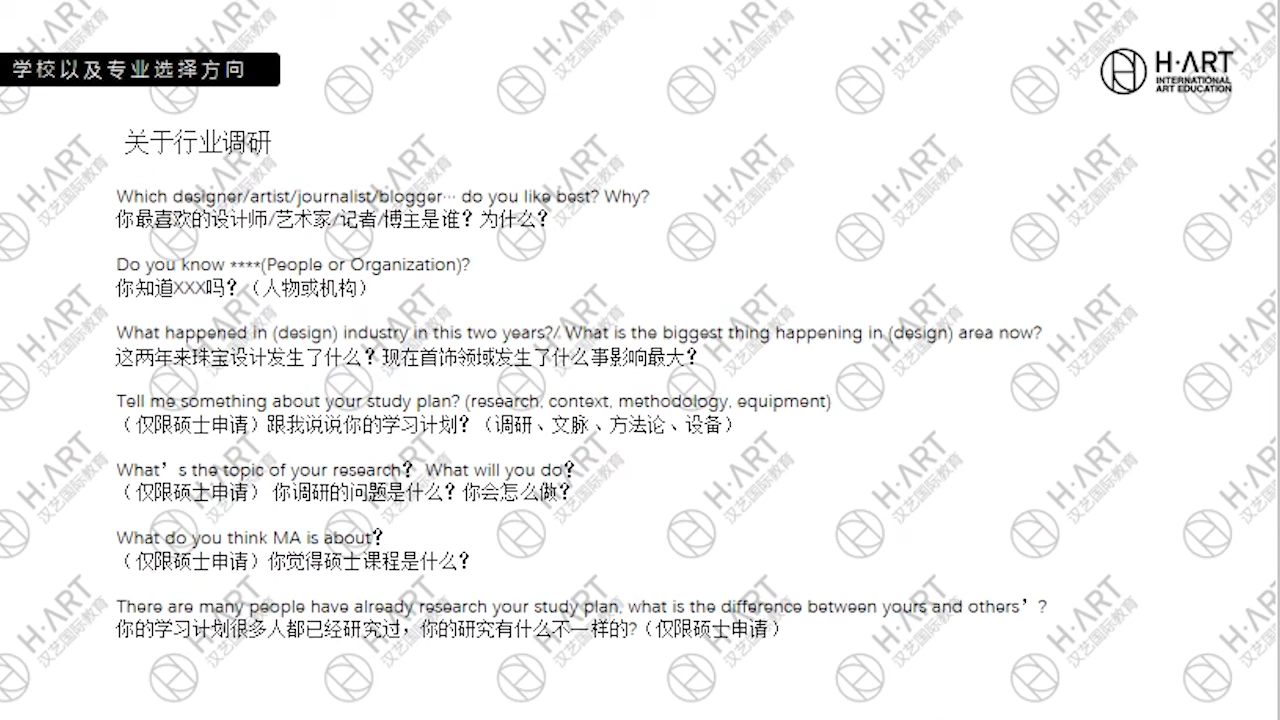 学校以及专业选择方向
H·ART
INTERNATIONAL
ART EDUCATION
关于行业调研
Which designer/artist/journalist/blogger··· do you like best? Why?
你最喜欢的设计师/艺术家/记者/博主是谁？为什么？
Do you know ****(People or Organization)?
你知道XXX吗？（人物或机构）
What happened in (design) industry in this two years?/ What is the biggest thing happening in (design) area now?
这两年来珠宝设计发生了什么？现在首饰领域发生了什么事影响最大？
Tell me something about your study plan? (research, context, methodology, equipment)
（仅限硕士申请）跟我说说你的学习计划？（调研、文脉、方法论、设备）
What’s the topic of your research？ What will you do？
（仅限硕士申请） 你调研的问题是什么？你会怎么做？
What do you think MA is about？
（仅限硕士申请）你觉得硕士课程是什么？
There are many people have already research your study plan, what is the difference between yours and others’?
你的学习计划很多人都已经研究过，你的研究有什么不一样的?（仅限硕士申请）
H·ART
汉艺国际教育